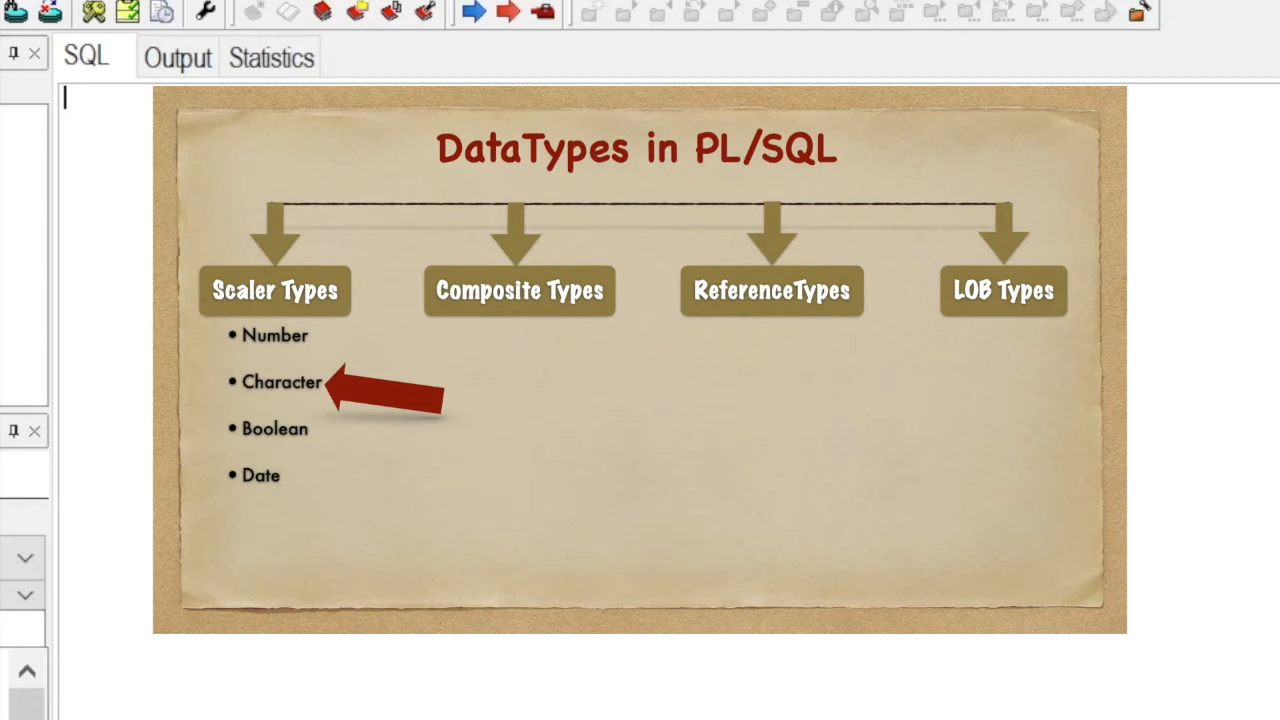 SQL Output Statistics
DataTypes in PL/SQL
Scaler Types Composite Types ReferenceTypes LOB Types
• Number
• Character
• Boolean
• Date